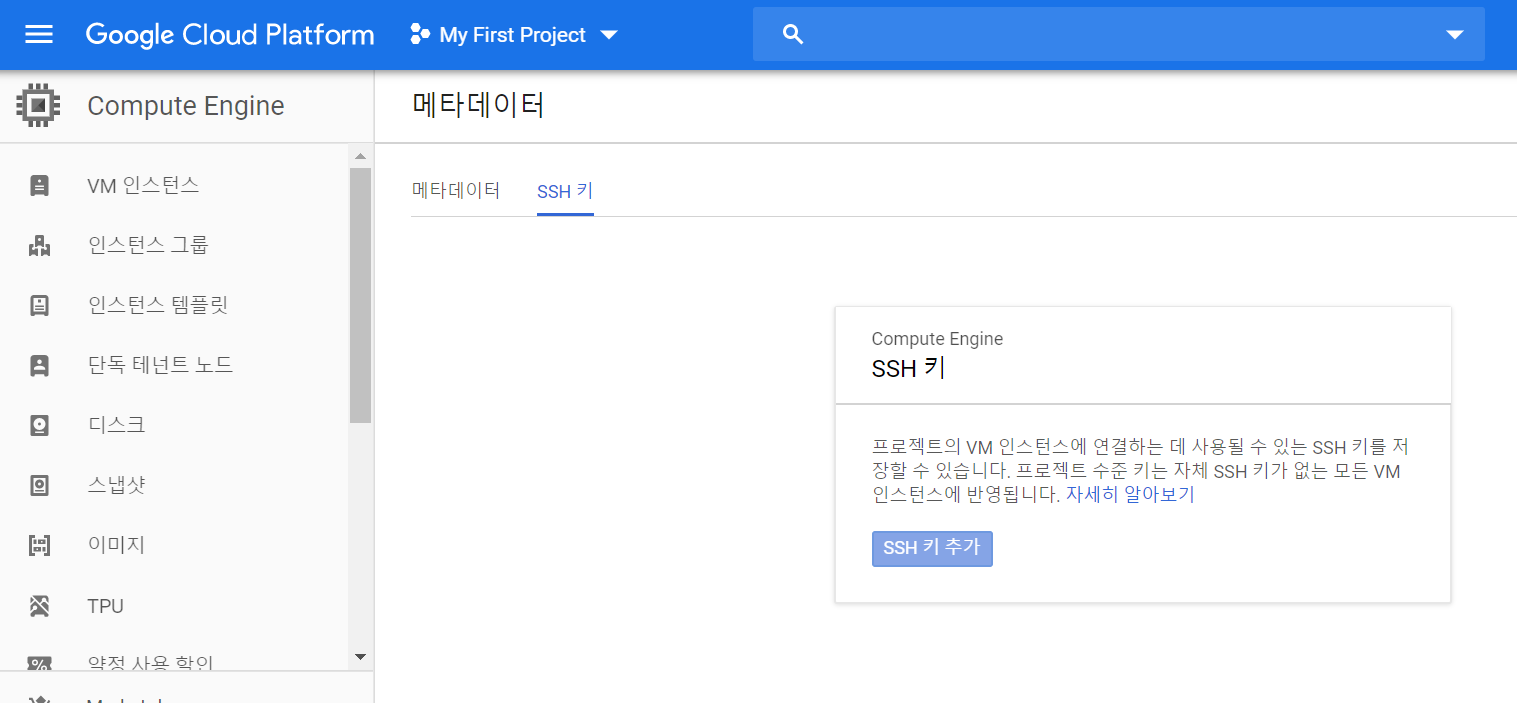 Google Cloud Platform
My First Project
Compute Engine
메타데이터
VM 인스턴스
인스턴스 그룹
인스턴스 템플릿
단독 테넌트 노드
디스크
스냅샷
이미지
TPU
약정 사용 할인
메타데이터
SSH 키
Compute Engine
SSH 키
프로젝트의 VM 인스턴스에 연결하는 데 사용될 수 있는 SSH 키를 저
장할 수 있습니다. 프로젝트 수준 키는 자체 SSH 키가 없는 모든 VM
인스턴스에 반영됩니다. 자세히 알아보기
SSH 키 추가